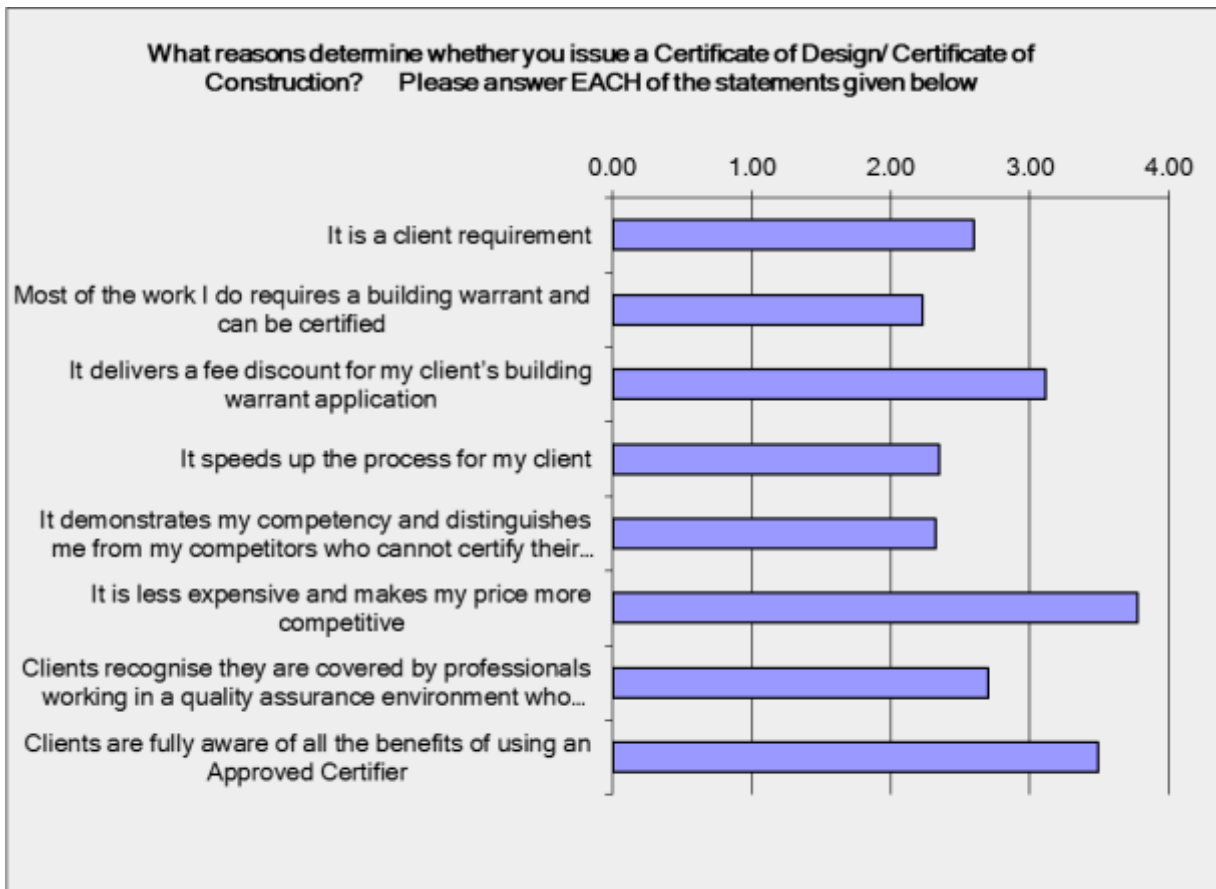 What reasons determine whether you issue a Certificate of Design/ Certificate of
Construction? Please answer EACH of the statements given below
0.00 1.00 2.00 3.00 4.00
It is a client requirement
Most of the work I do requires a building warrant and
can be certified
It delivers a fee discount for my client's building
warrant application
It speeds up the process for my client
It demonstrates my competency and distinguishes
me from my competitors who cannot certify their...
It is less expensive and makes my price more
competitive
Clients recognise they are covered by professionals
working in a quality assurance environment who...
Clients are fully aware of all the benefits of using an
Approved Certifier